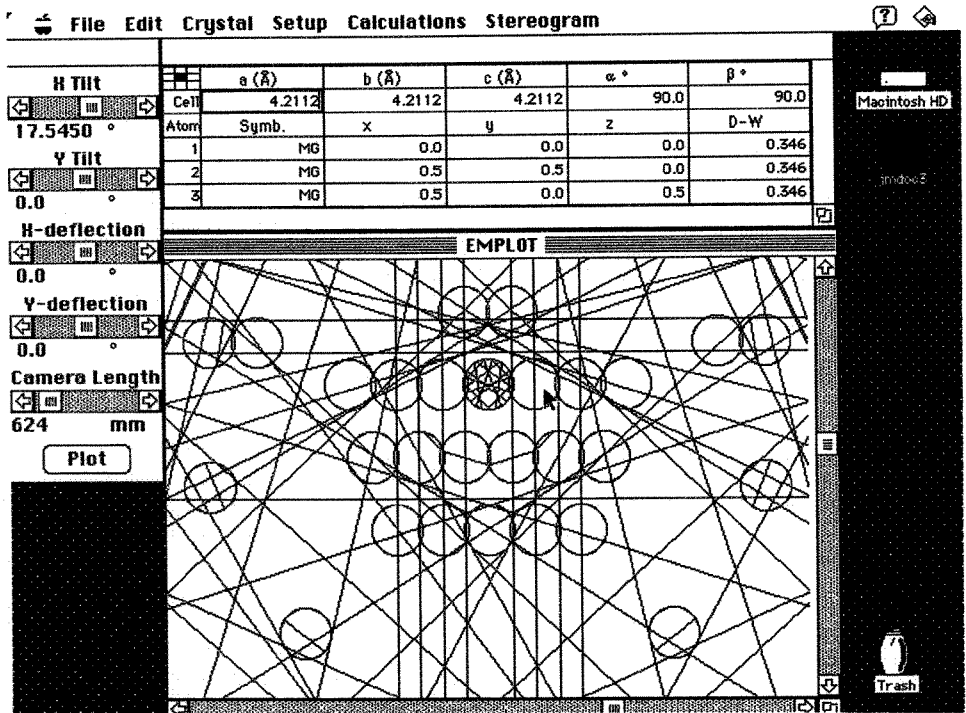 File Edit Crystal Setup Calculations Stereogram
X Tilt
17.5450 °
Y Tilt
0.0 °
X-deflection
0.0 °
Y-deflection
0.0 °
Camera Length
624 mm
Plot
a (Å) b (Å) c (Å) α ° β °
Cell 4.2112 4.2112 4.2112 90.0 90.0
Atom Symb. x y z D-W
1 MG 0.0 0.0 0.0 0.346
2 MG 0.5 0.5 0.0 0.346
3 MG 0.5 0.0 0.5 0.346
EMPLOT
Macintosh HD
Trash